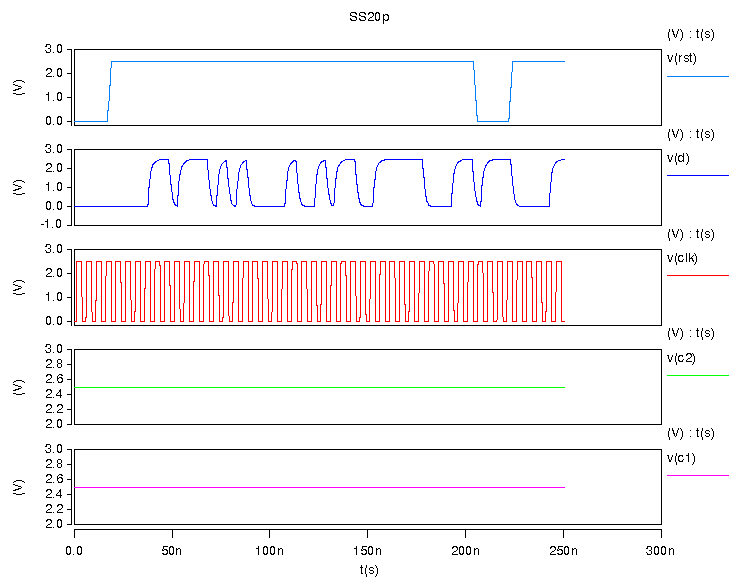 SS20p
(V) : t(s)
v(rst)
3.0
2.0
1.0
0.0
(V)
(V) : t(s)
v(d)
3.0
2.0
1.0
0.0
-1.0
(V)
(V) : t(s)
v(clk)
3.0
2.0
1.0
0.0
(V)
(V) : t(s)
v(c2)
3.0
2.8
2.6
2.4
2.2
2.0
(V)
(V) : t(s)
v(c1)
3.0
2.8
2.6
2.4
2.2
2.0
(V)
0.0 50n 100n 150n 200n 250n 300n
t(s)